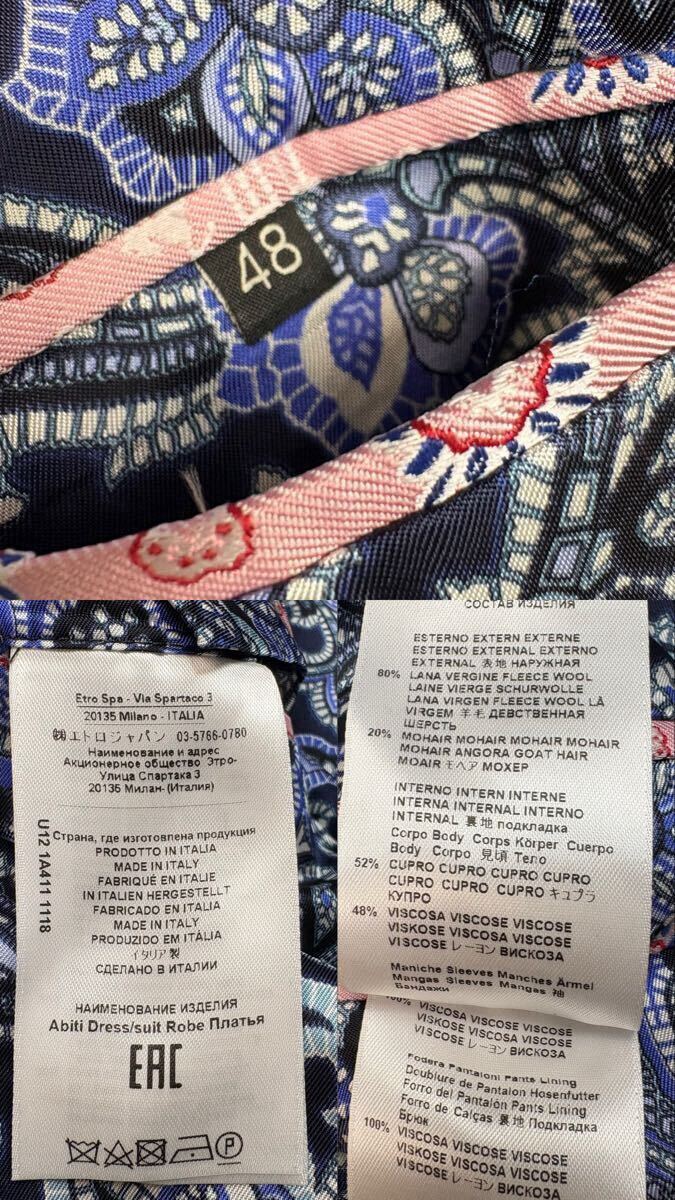 48
Etro Spa - Via Spartaco 3
20135 Milano - ITALIA
㈱エトロジャパン 03-5766-0780
Наименование и адрес
Акционерное общество Этро-
Улица Спартака 3
20135 Милан- (Италия)
U12 1A411 1118
Страна, где изготовлена продукция
PRODOTTO IN ITALIA
MADE IN ITALY
FABRIQUÉ EN ITALIE
IN ITALIEN HERGESTELLT
FABRICADO EN ITALIA
MADE IN ITALY
PRODUZIDO EM ITÁLIA
イタリア製
СДЕЛАНО В ИТАЛИИ
НАИМЕНОВАНИЕ ИЗДЕЛИЯ
Abiti Dress/suit Robe Платья
EAC
P
СОСТАВ ИЗДЕЛИЯ
ESTERNO EXTERN EXTERNE
ESTERNO EXTERNAL EXTERNO
EXTERNAL 表地 НАРУЖНАЯ
80% LANA VERGINE FLEECE WOOL
LAINE VIERGE SCHURWOLLE
LANA VIRGEN FLEECE WOOL LÀ
VIRGEM 羊毛 ДЕВСТВЕННАЯ
ШЕРСТЬ
20% MOHAIR MOHAIR MOHAIR MOHAIR
MOHAIR ANGORA GOAT HAIR
MOAIR モヘア МОХЕР
INTERNO INTERN INTERNE
INTERNA INTERNAL INTERNO
INTERNAL 裏地 подкладка
Corpo Body Corps Körper Cuerpo
Body Corpo 見頃 Тело
52% CUPRO CUPRO CUPRO CUPRO
CUPRO CUPRO CUPRO キュプラ
КУПРО
48% VISCOSA VISCOSE VISCOSE
VISKOSE VISCOSA VISCOSE
VISCOSE レーヨン ВИСКОЗА
Maniche Sleeves Manches Ärmel
Mangas Sleeves Mangas 袖
Бандажи
100% VISCOSA VISCOSE VISCOSE
VISKOSE VISCOSA VISCOSE
VISCOSE レーヨン ВИСКОЗА
Fodera Pantaloni Pants Lining
Doublure de Pantalon Hosenfutter
Forro del Pantalón Pants Lining
Forro de Calças 裏地 Подкладка
Брюк
100% VISCOSA VISCOSE VISCOSE
VISKOSE VISCOSA VISCOSE
VISCOSE レーヨン ВИСКОЗА